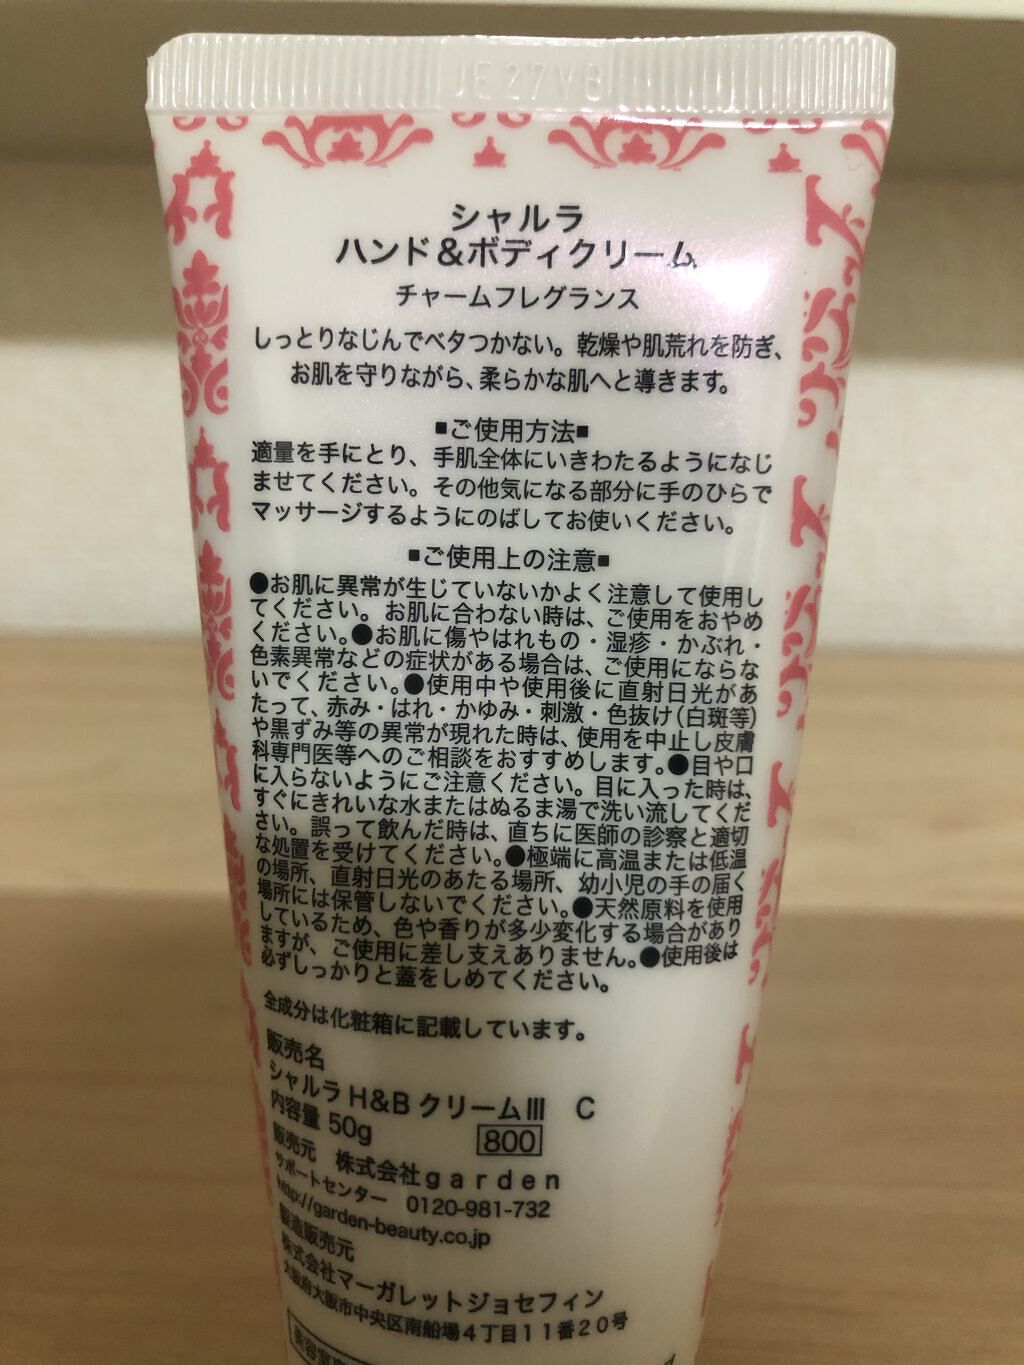 JE27YB
シャルラ
ハンド＆ボディクリーム
チャームフレグランス
しっとりなじんでベタつかない。乾燥や肌荒れを防ぎ、
お肌を守りながら、柔らかな肌へと導きます。
■ご使用方法■
適量を手にとり、手肌全体にいきわたるようになじ
ませてください。その他気になる部分に手のひらで
マッサージするようにのばしてお使いください。
■ご使用上の注意■
●お肌に異常が生じていないかよく注意して使用し
てください。お肌に合わない時は、ご使用をおやめ
ください。●お肌に傷やはれもの・湿疹・かぶれ・
色素異常などの症状がある場合は、ご使用にならな
いでください。●使用中や使用後に直射日光があ
たって、赤み・はれ・かゆみ・刺激・色抜け（白斑等）
や黒ずみ等の異常が現れた時は、使用を中止し皮膚
科専門医等へのご相談をおすすめします。●目や口
に入らないようにご注意ください。目に入った時は、
すぐにきれいな水またはぬるま湯で洗い流してくだ
さい。誤って飲んだ時は、直ちに医師の診察と適切
な処置を受けてください。●極端に高温または低温
の場所、直射日光のあたる場所、幼小児の手の届く
場所には保管しないでください。●天然原料を使用
しているため、色や香りが多少変化する場合があり
ますが、ご使用に差し支えありません。●使用後は
必ずしっかりと蓋をしめてください。
全成分は化粧箱に記載しています。
販売名
シャルラ H&B クリームⅢ C
内容量 50g 800
販売元 株式会社garden
サポートセンター 0120-981-732
http://garden-beauty.co.jp
製造販売元
株式会社マーガレットジョセフィン
大阪府大阪市中央区南船場4丁目11番20号